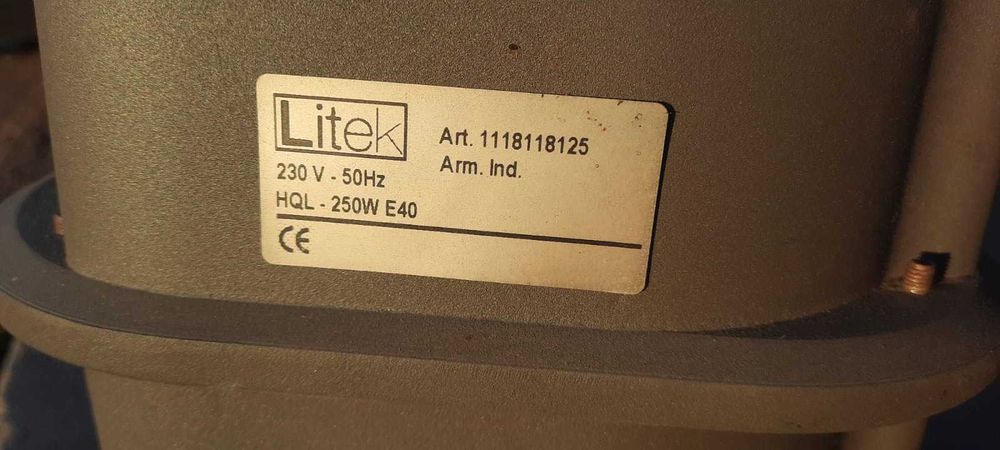 Litek
230 V - 50Hz
HQL - 250W E40
CE
Art. 1118118125
Arm. Ind.